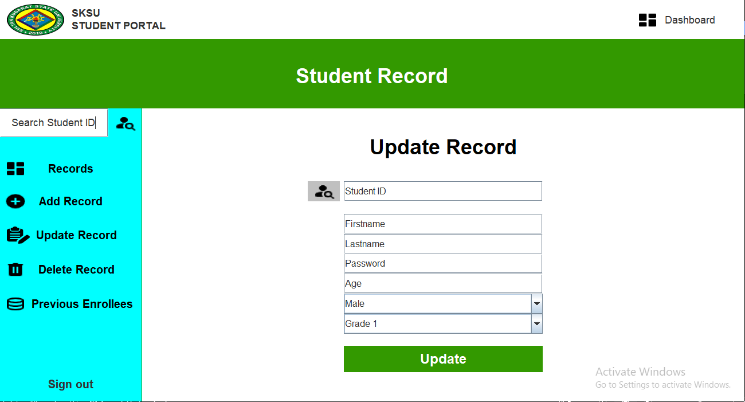 SKSU
STUDENT PORTAL
Dashboard
Student Record
Search Student ID
Records
Add Record
Update Record
Delete Record
Previous Enrollees
Sign out
Update Record
Student ID
Firstname
Lastname
Password
Age
Male
Grade 1
Update
Activate Windows
Go to Settings to activate Windows.